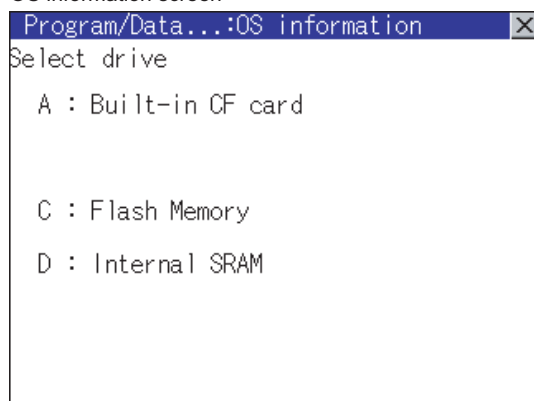 OS information screen
Program/Data...:OS information
Select drive
A : Built-in CF card
C : Flash Memory
D : Internal SRAM